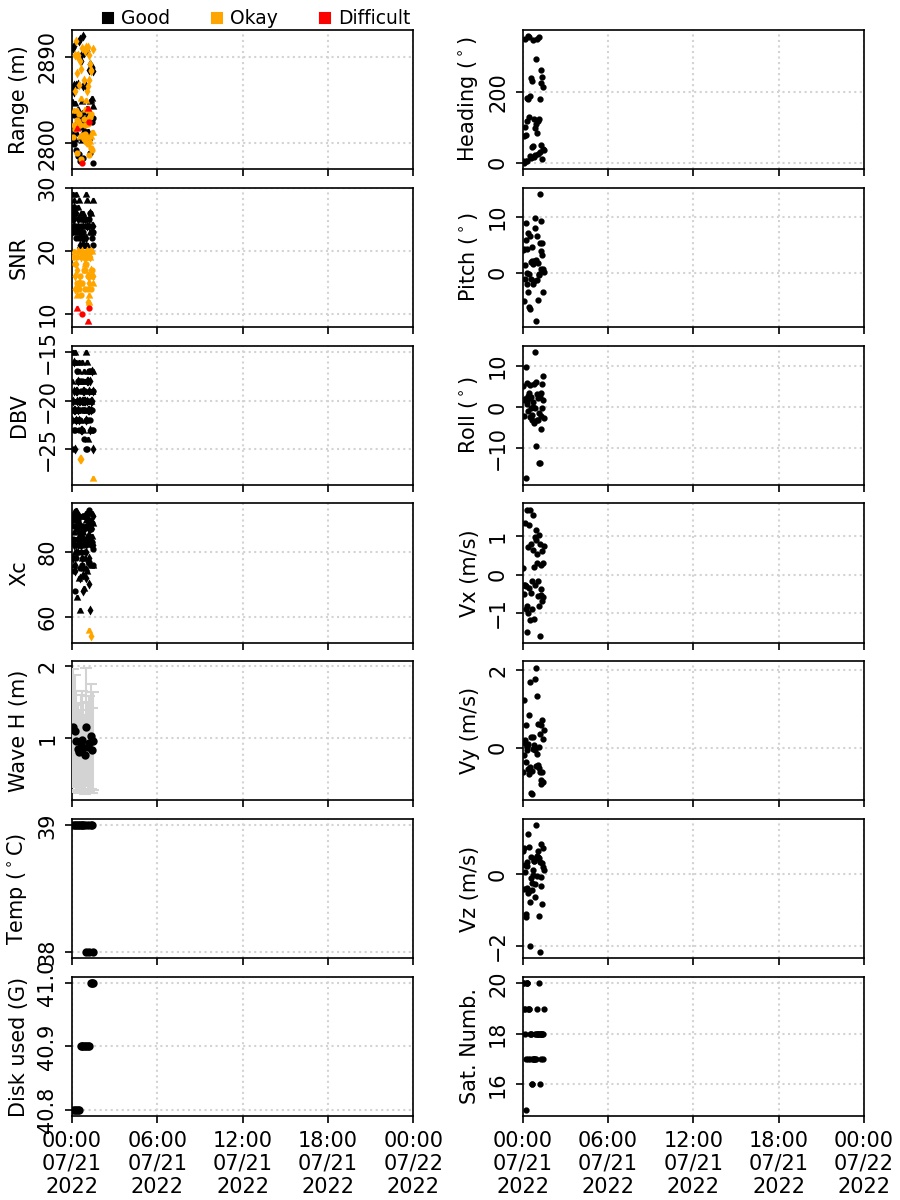 Good Okay Difficult
Range (m) 2890 2800
Heading (°) 200 0
SNR 30 20 10
Pitch (°) 10 0
DBV −15 −20 −25
Roll (°) 10 0 −10
Xc 80 60
Vx (m/s) 1 0 −1
Wave H (m) 2 1
Vy (m/s) 2 0
Temp (°C) 39 38
Vz (m/s) 0 −2
Disk used (G) 41.0 40.9 40.8
Sat. Numb. 20 18 16
00:00 06:00 12:00 18:00 00:00 00:00 06:00 12:00 18:00 00:00
07/21 07/21 07/21 07/21 07/22 07/21 07/21 07/21 07/21 07/22
2022 2022 2022 2022 2022 2022 2022 2022 2022 2022